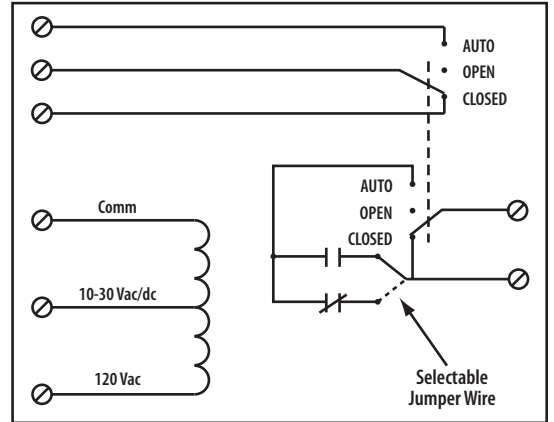 AUTO
OPEN
CLOSED
AUTO
OPEN
CLOSED
Comm
10-30 Vac/dc
120 Vac
Selectable
Jumper Wire